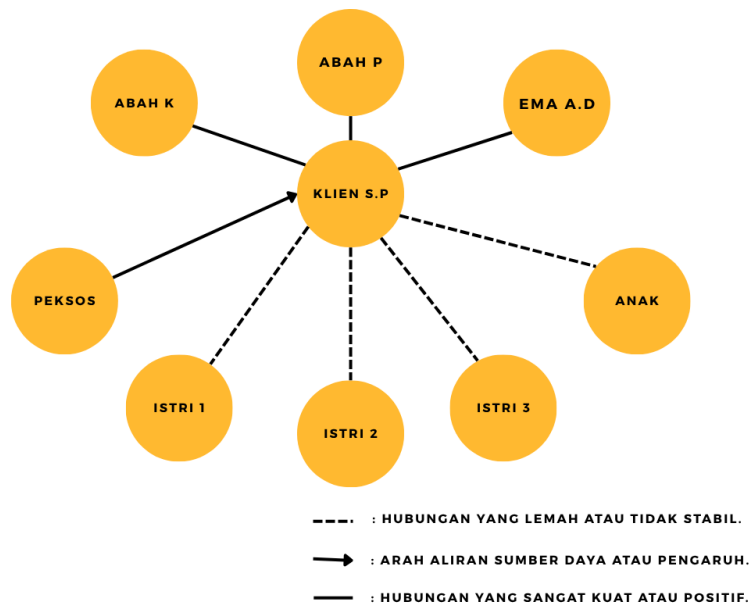 ABAH P
ABAH K
EMA A.D
KLIEN S.P
PEKSOS
ANAK
ISTRI 1
ISTRI 2
ISTRI 3
: HUBUNGAN YANG LEMAH ATAU TIDAK STABIL.
: ARAH ALIRAN SUMBER DAYA ATAU PENGARUH.
: HUBUNGAN YANG SANGAT KUAT ATAU POSITIF.